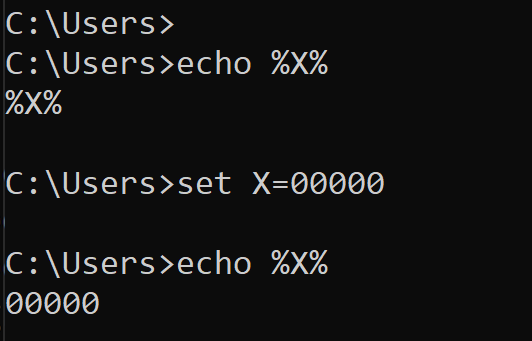 C:\Users>
C:\Users>echo %X%
%X%
C:\Users>set X=00000
C:\Users>echo %X%
00000